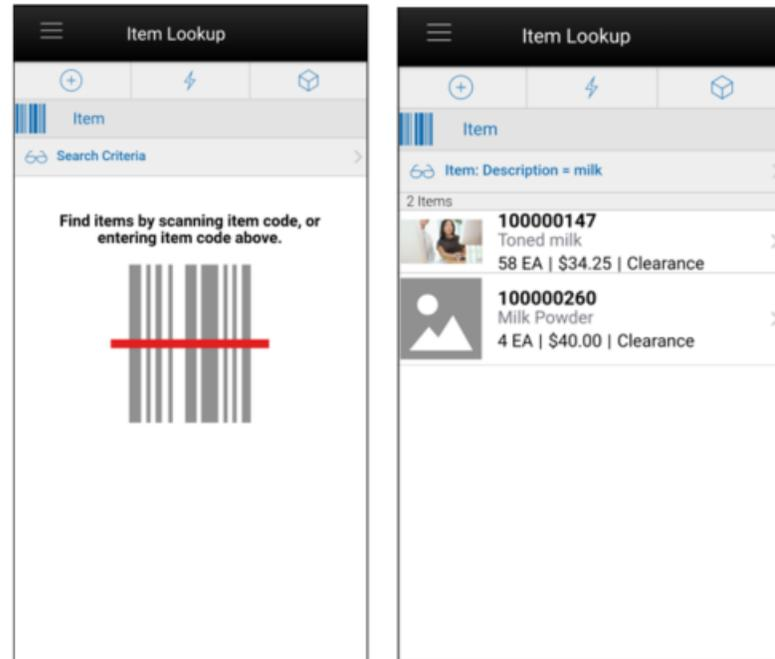 Item Lookup
Item
Search Criteria
Find items by scanning item code, or
entering item code above.
Item Lookup
Item
Item: Description = milk
2 Items
100000147
Toned milk
58 EA | $34.25 | Clearance
100000260
Milk Powder
4 EA | $40.00 | Clearance